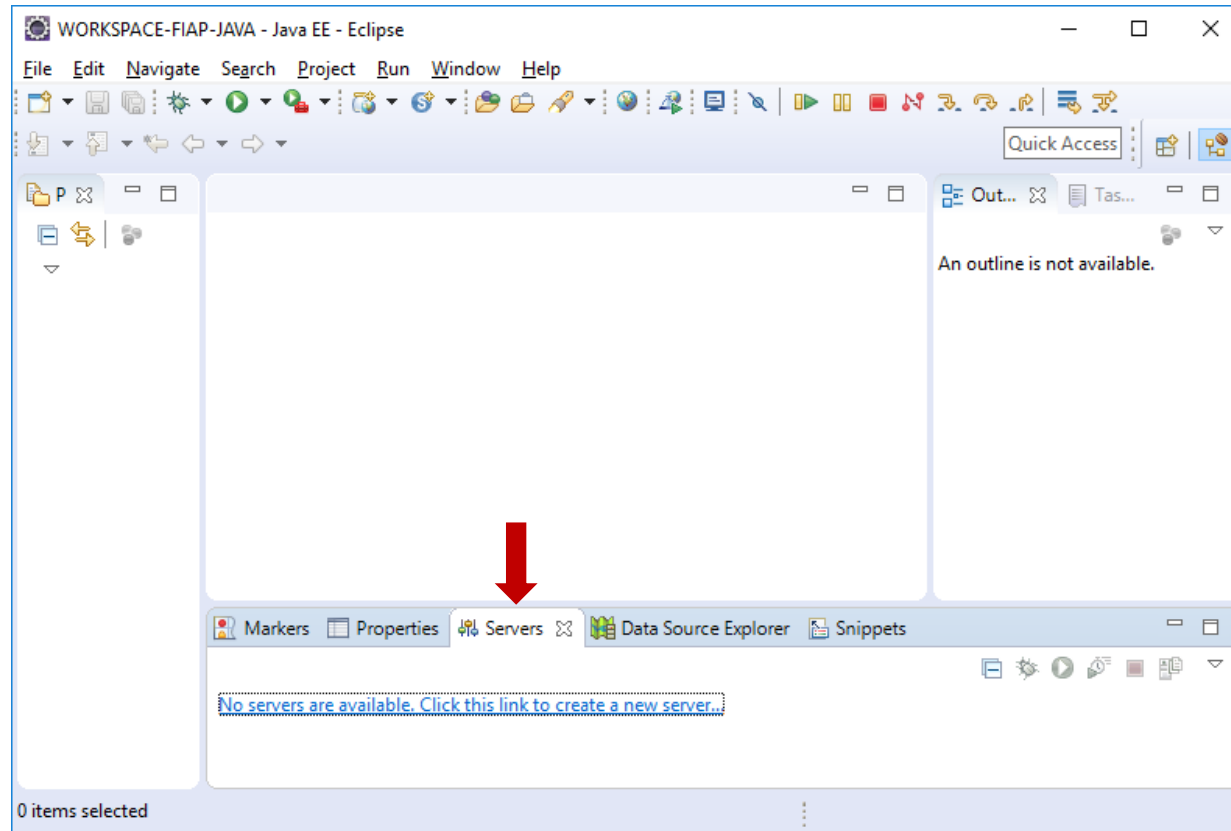 WORKSPACE-FIAP-JAVA - Java EE - Eclipse
File Edit Navigate Search Project Run Window Help
Quick Access
P
Out... Tas...
An outline is not available.
Markers Properties Servers Data Source Explorer Snippets
No servers are available. Click this link to create a new server...
0 items selected